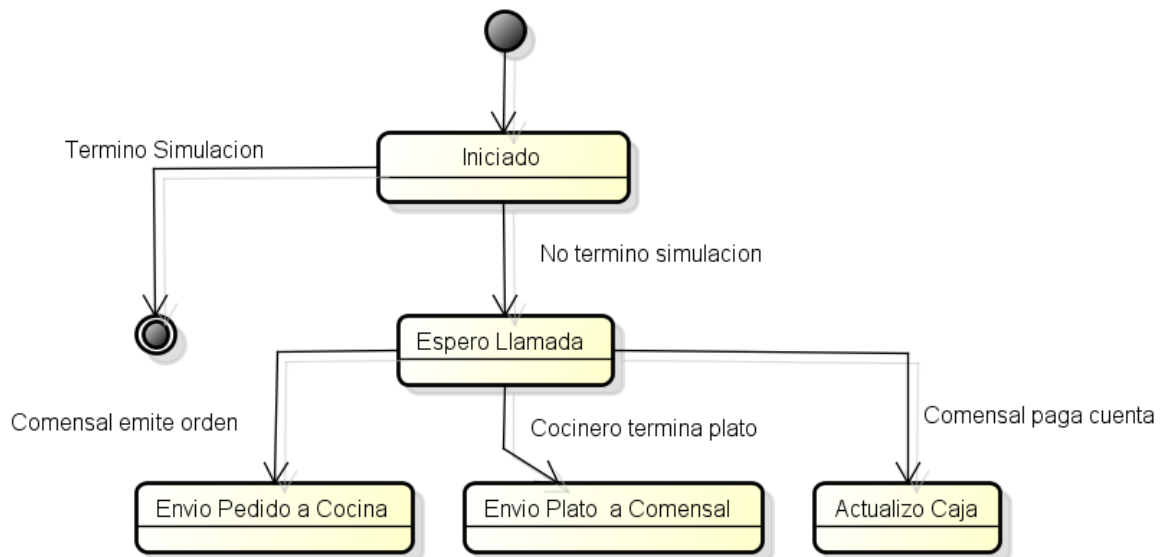 Iniciado
Termino Simulacion
No termino simulacion
Espero Llamada
Comensal emite orden
Cocinero termina plato
Comensal paga cuenta
Envio Pedido a Cocina
Envio Plato  a Comensal
Actualizo Caja